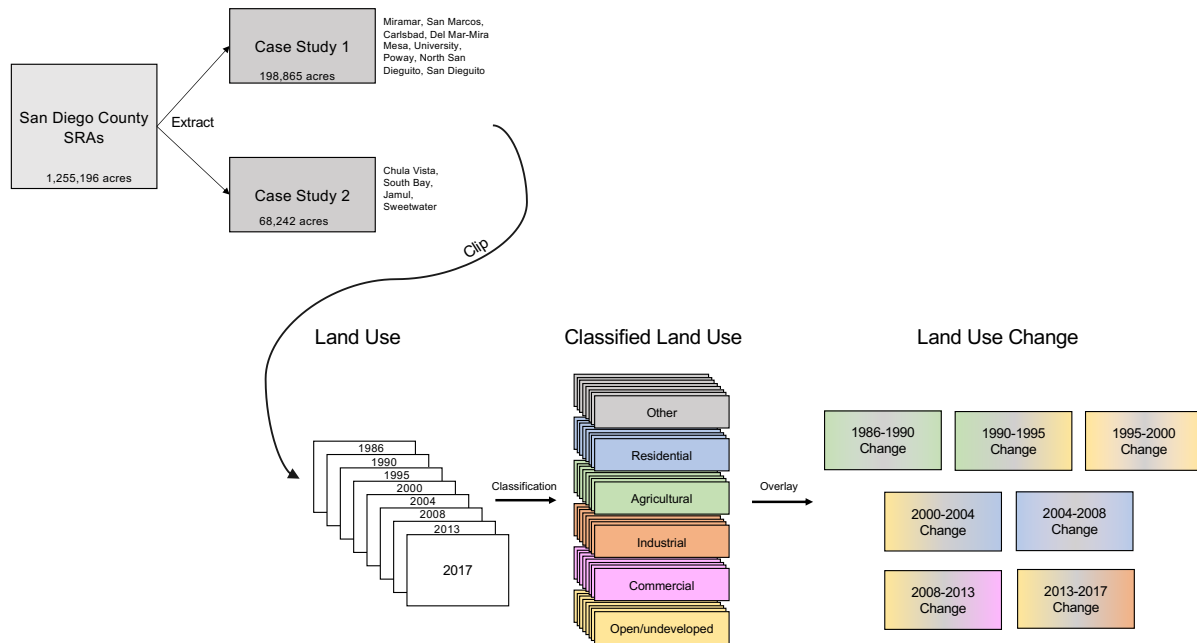 San Diego County
SRAs
1,255,196 acres
Extract
Case Study 1
198,865 acres
Miramar, San Marcos,
Carlsbad, Del Mar-Mira
Mesa, University,
Poway, North San
Dieguito, San Dieguito
Case Study 2
68,242 acres
Chula Vista,
South Bay,
Jamul,
Sweetwater
Clip
Land Use
1986
1990
1995
2000
2004
2008
2013
2017
Classification
Classified Land Use
Other
Residential
Agricultural
Industrial
Commercial
Open/undeveloped
Overlay
Land Use Change
1986-1990
Change
1990-1995
Change
1995-2000
Change
2000-2004
Change
2004-2008
Change
2008-2013
Change
2013-2017
Change